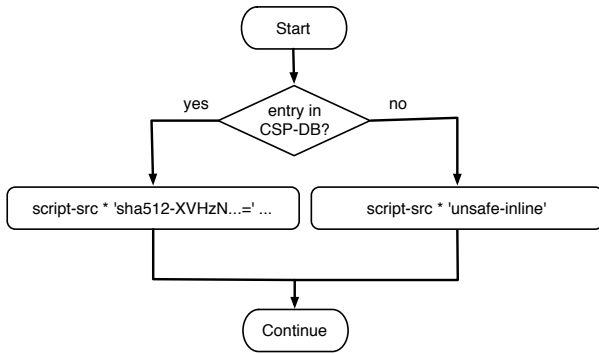 Start
yes
entry in
CSP-DB?
no
script-src * 'sha512-XVHzN...=' ...
script-src * 'unsafe-inline'
Continue